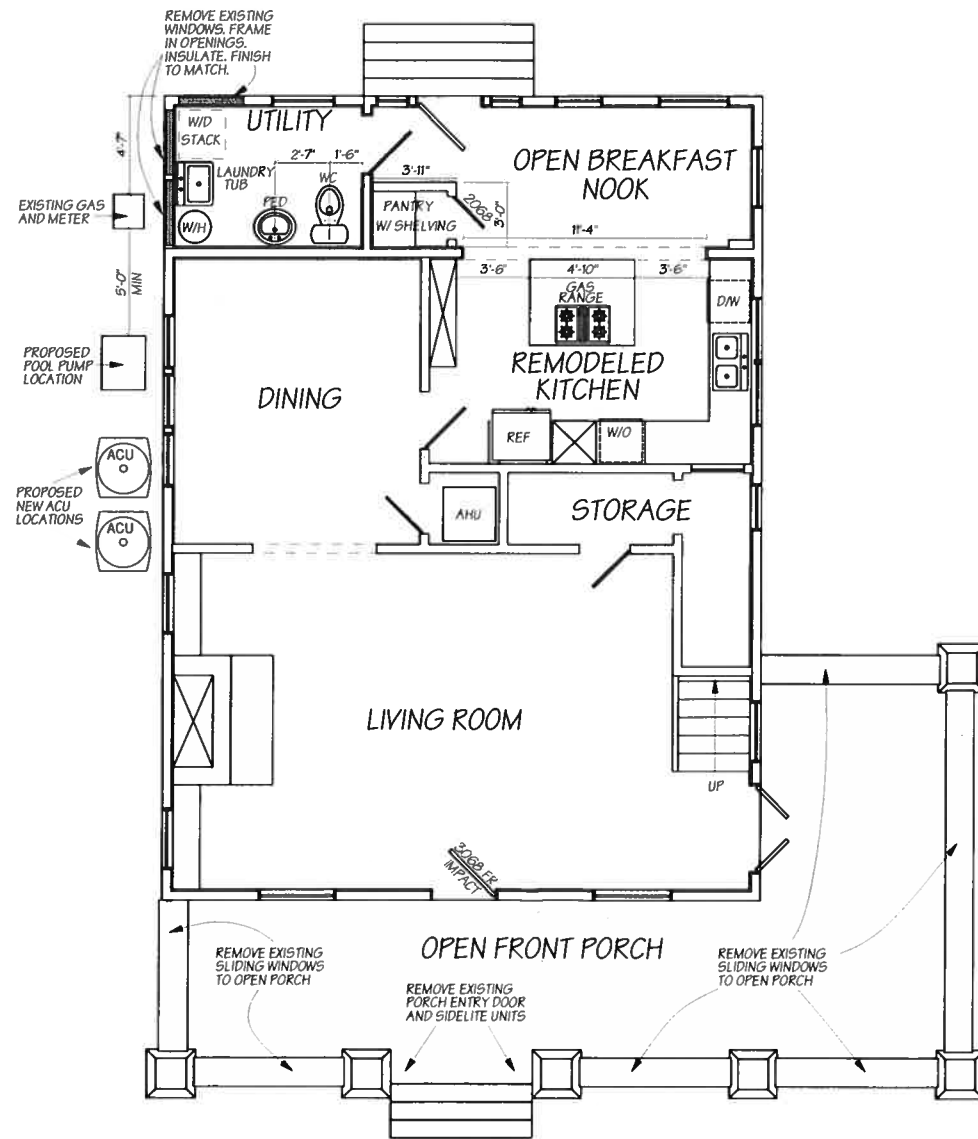 REMOVE EXISTING
WINDOWS. FRAME
IN OPENINGS.
INSULATE. FINISH
TO MATCH.
4'-7"
EXISTING GAS
AND METER
5'-0"
MIN
PROPOSED
POOL PUMP
LOCATION
ACU
PROPOSED
NEW ACU
LOCATIONS
ACU
UTILITY
W/D
STACK
2'-7"
1'-6"
LAUNDRY
TUB
WC
PED
W/H
3'-11"
PANTRY
W/ SHELVING
2068
3'-0"
OPEN BREAKFAST
NOOK
11'-4"
3'-6"
4'-10"
3'-6"
GAS
RANGE
D/W
REMODELED
KITCHEN
REF
W/O
DINING
AHU
STORAGE
LIVING ROOM
UP
3068 FR
IMPACT
OPEN FRONT PORCH
REMOVE EXISTING
SLIDING WINDOWS
TO OPEN PORCH
REMOVE EXISTING
PORCH ENTRY DOOR
AND SIDELITE UNITS
REMOVE EXISTING
SLIDING WINDOWS
TO OPEN PORCH